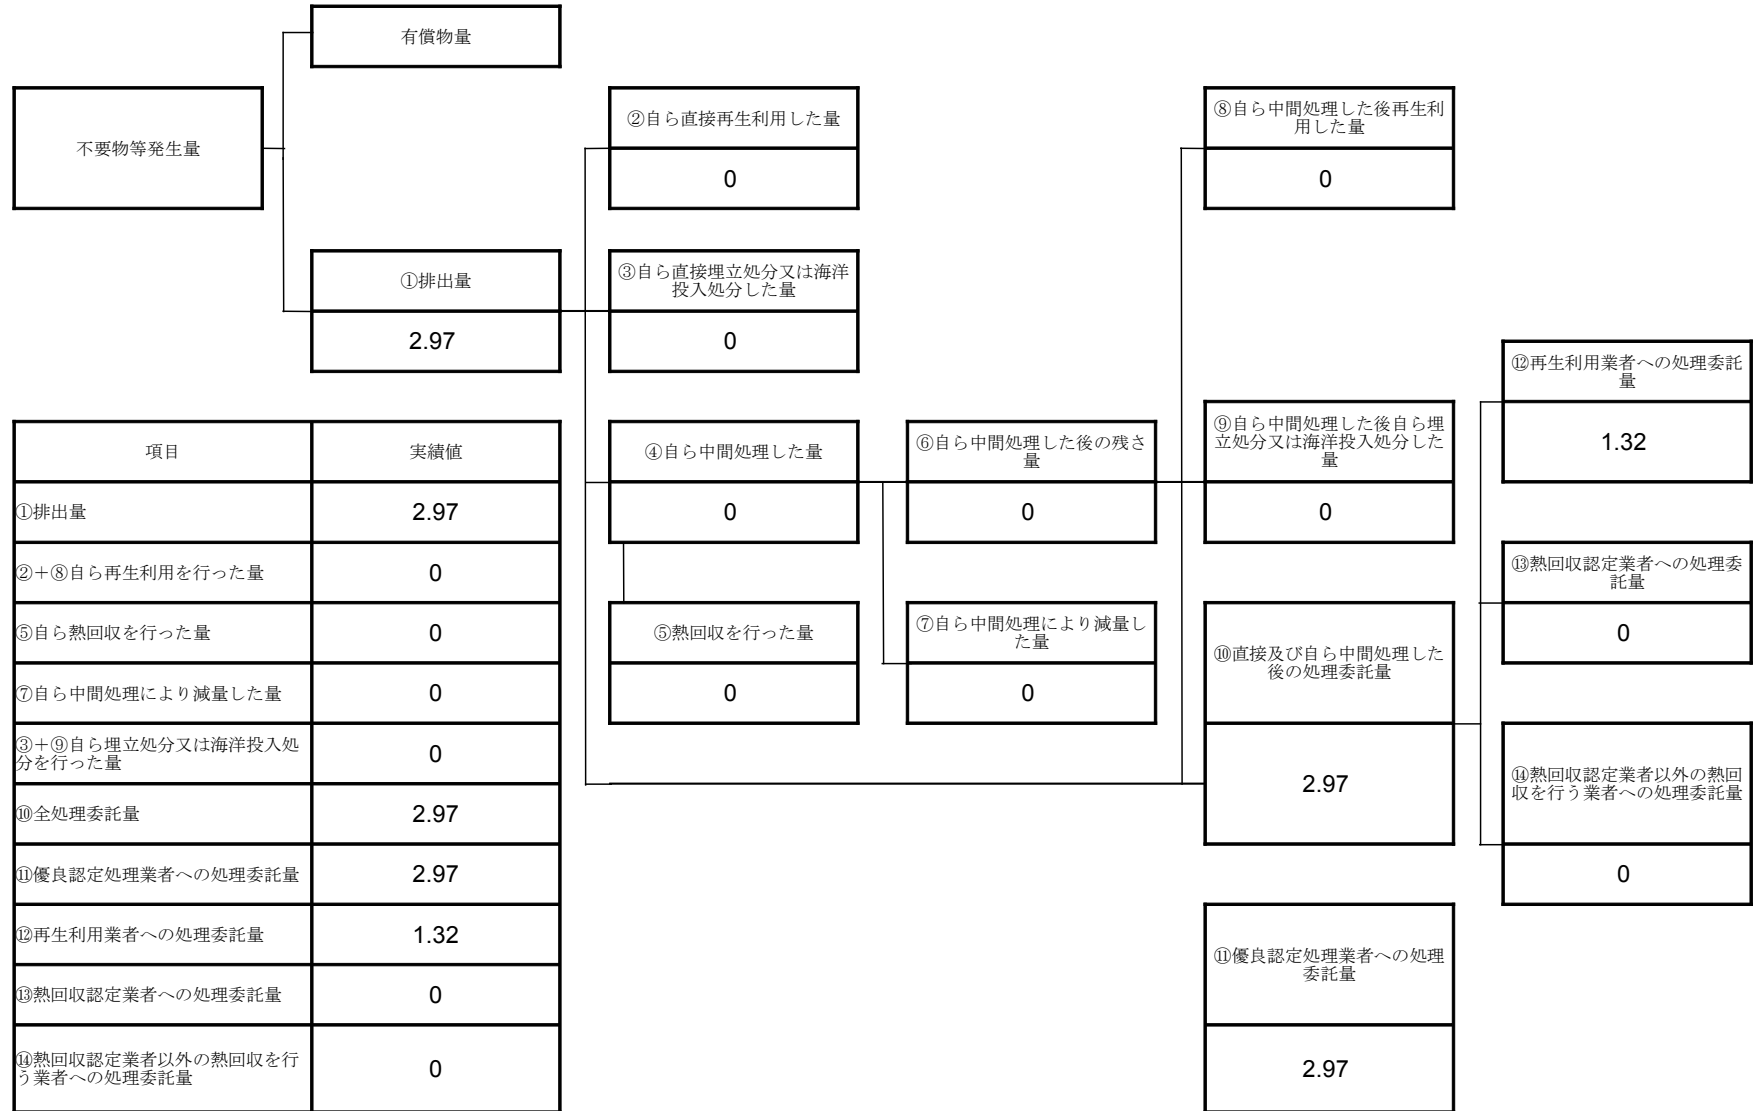 有償物量
不要物等発生量
②自ら直接再生利用した量
0
⑧自ら中間処理した後再生利
用した量
0
①排出量
2.97
③自ら直接埋立処分又は海洋
投入処分した量
0
④自ら中間処理した量
0
⑥自ら中間処理した後の残さ
量
0
⑨自ら中間処理した後自ら埋
立処分又は海洋投入処分した
量
0
⑫再生利用業者への処理委託
量
1.32
⑤熱回収を行った量
0
⑦自ら中間処理により減量し
た量
0
⑩直接及び自ら中間処理した
後の処理委託量
2.97
⑬熱回収認定業者への処理委
託量
0
⑭熱回収認定業者以外の熱回
収を行う業者への処理委託量
0
⑪優良認定処理業者への処理
委託量
2.97
項目 実績値
①排出量 2.97
②+⑧自ら再生利用を行った量 0
⑤自ら熱回収を行った量 0
⑦自ら中間処理により減量した量 0
③+⑨自ら埋立処分又は海洋投入処
分を行った量 0
⑩全処理委託量 2.97
⑪優良認定処理業者への処理委託量 2.97
⑫再生利用業者への処理委託量 1.32
⑬熱回収認定業者への処理委託量 0
⑭熱回収認定業者以外の熱回収を行
う業者への処理委託量 0